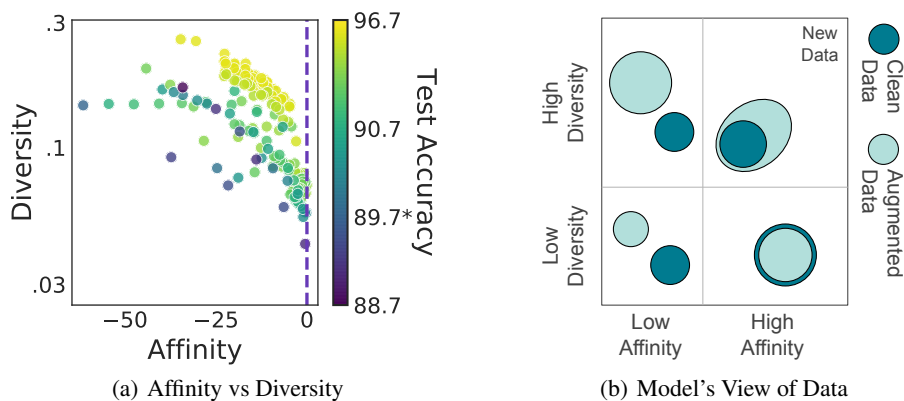 .3
.1
.03
Diversity
−50
−25
0
Affinity
96.7
90.7
89.7*
88.7
Test Accuracy
(a) Affinity vs Diversity
New
Data
High
Diversity
Low
Diversity
Low
Affinity
High
Affinity
Clean
Data
Augmented
Data
(b) Model's View of Data